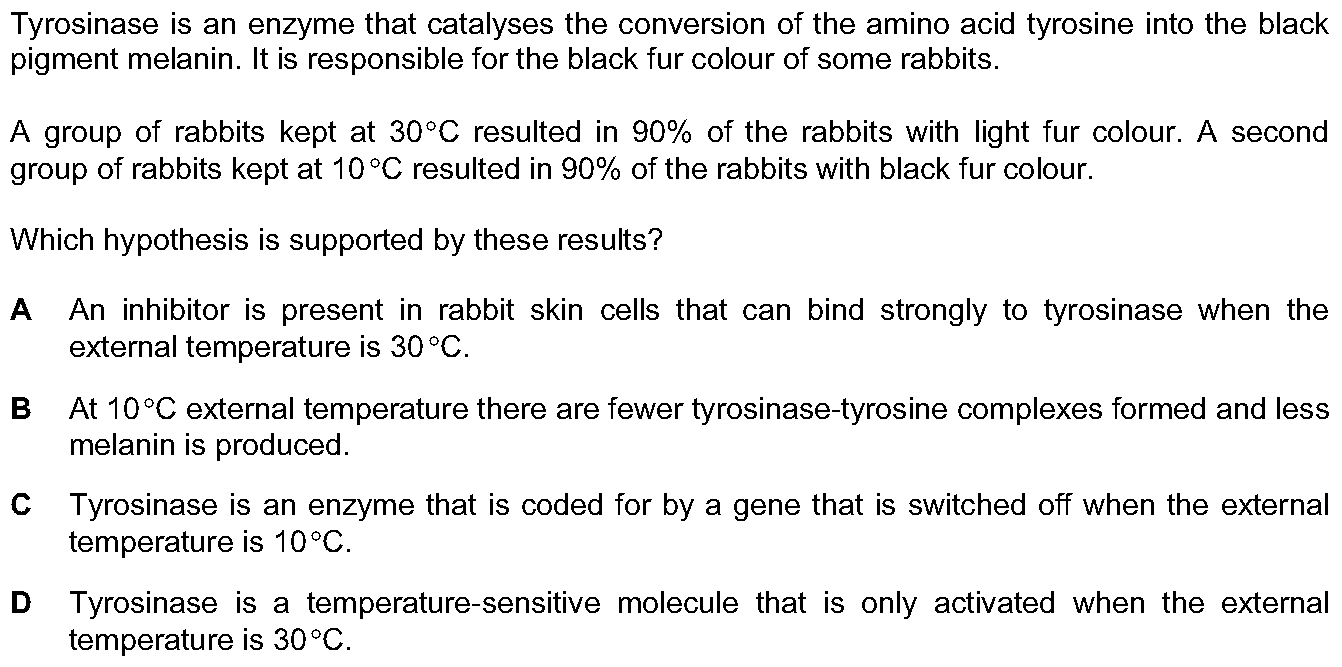 Tyrosinase is an enzyme that catalyses the conversion of the amino acid tyrosine into the black
pigment melanin. It is responsible for the black fur colour of some rabbits.
A group of rabbits kept at 30°C resulted in 90% of the rabbits with light fur colour. A second
group of rabbits kept at 10°C resulted in 90% of the rabbits with black fur colour.
Which hypothesis is supported by these results?
A An inhibitor is present in rabbit skin cells that can bind strongly to tyrosinase when the
external temperature is 30°C.
B At 10°C external temperature there are fewer tyrosinase-tyrosine complexes formed and less
melanin is produced.
C Tyrosinase is an enzyme that is coded for by a gene that is switched off when the external
temperature is 10°C.
D Tyrosinase is a temperature-sensitive molecule that is only activated when the external
temperature is 30°C.